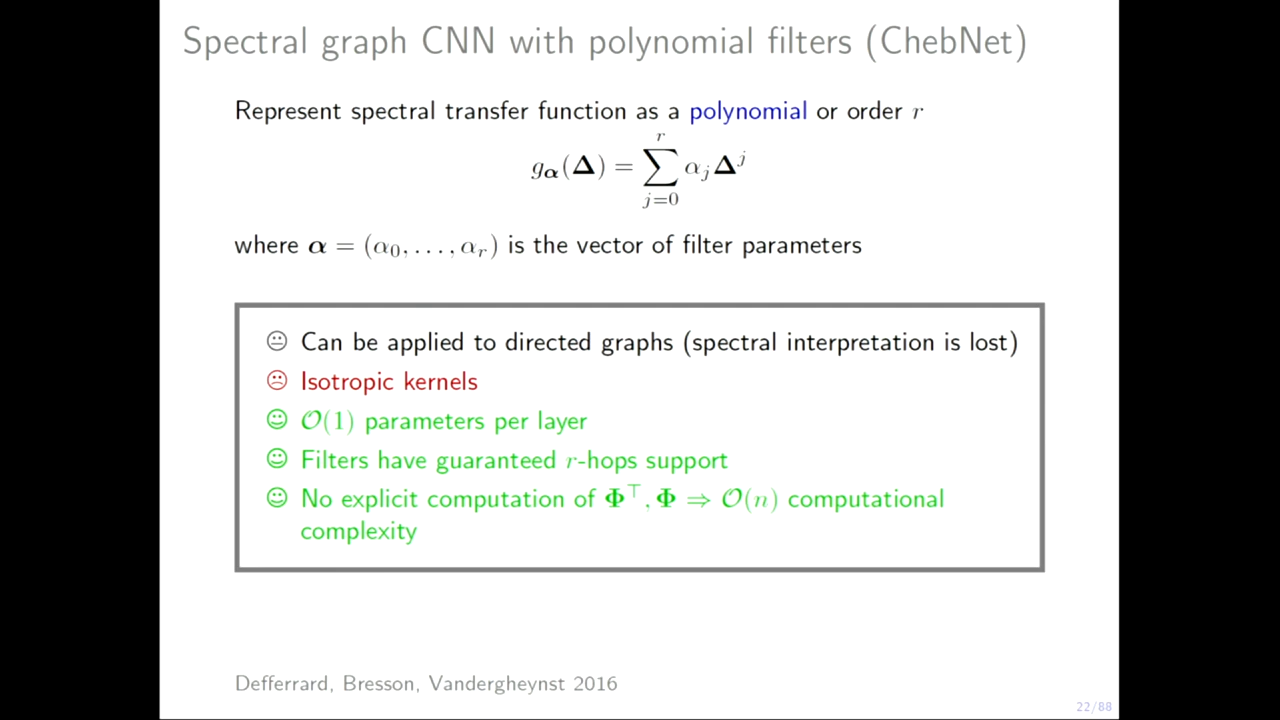 Spectral graph CNN with polynomial filters (ChebNet)
Represent spectral transfer function as a polynomial or order r
g_α(Δ) = ∑_{j=0}^{r} α_j Δ^j
where α = (α_0, . . . , α_r) is the vector of filter parameters
Can be applied to directed graphs (spectral interpretation is lost)
Isotropic kernels
O(1) parameters per layer
Filters have guaranteed r-hops support
No explicit computation of Φ^⊤, Φ ⇒ O(n) computational
complexity
Defferrard, Bresson, Vandergheynst 2016
22/88